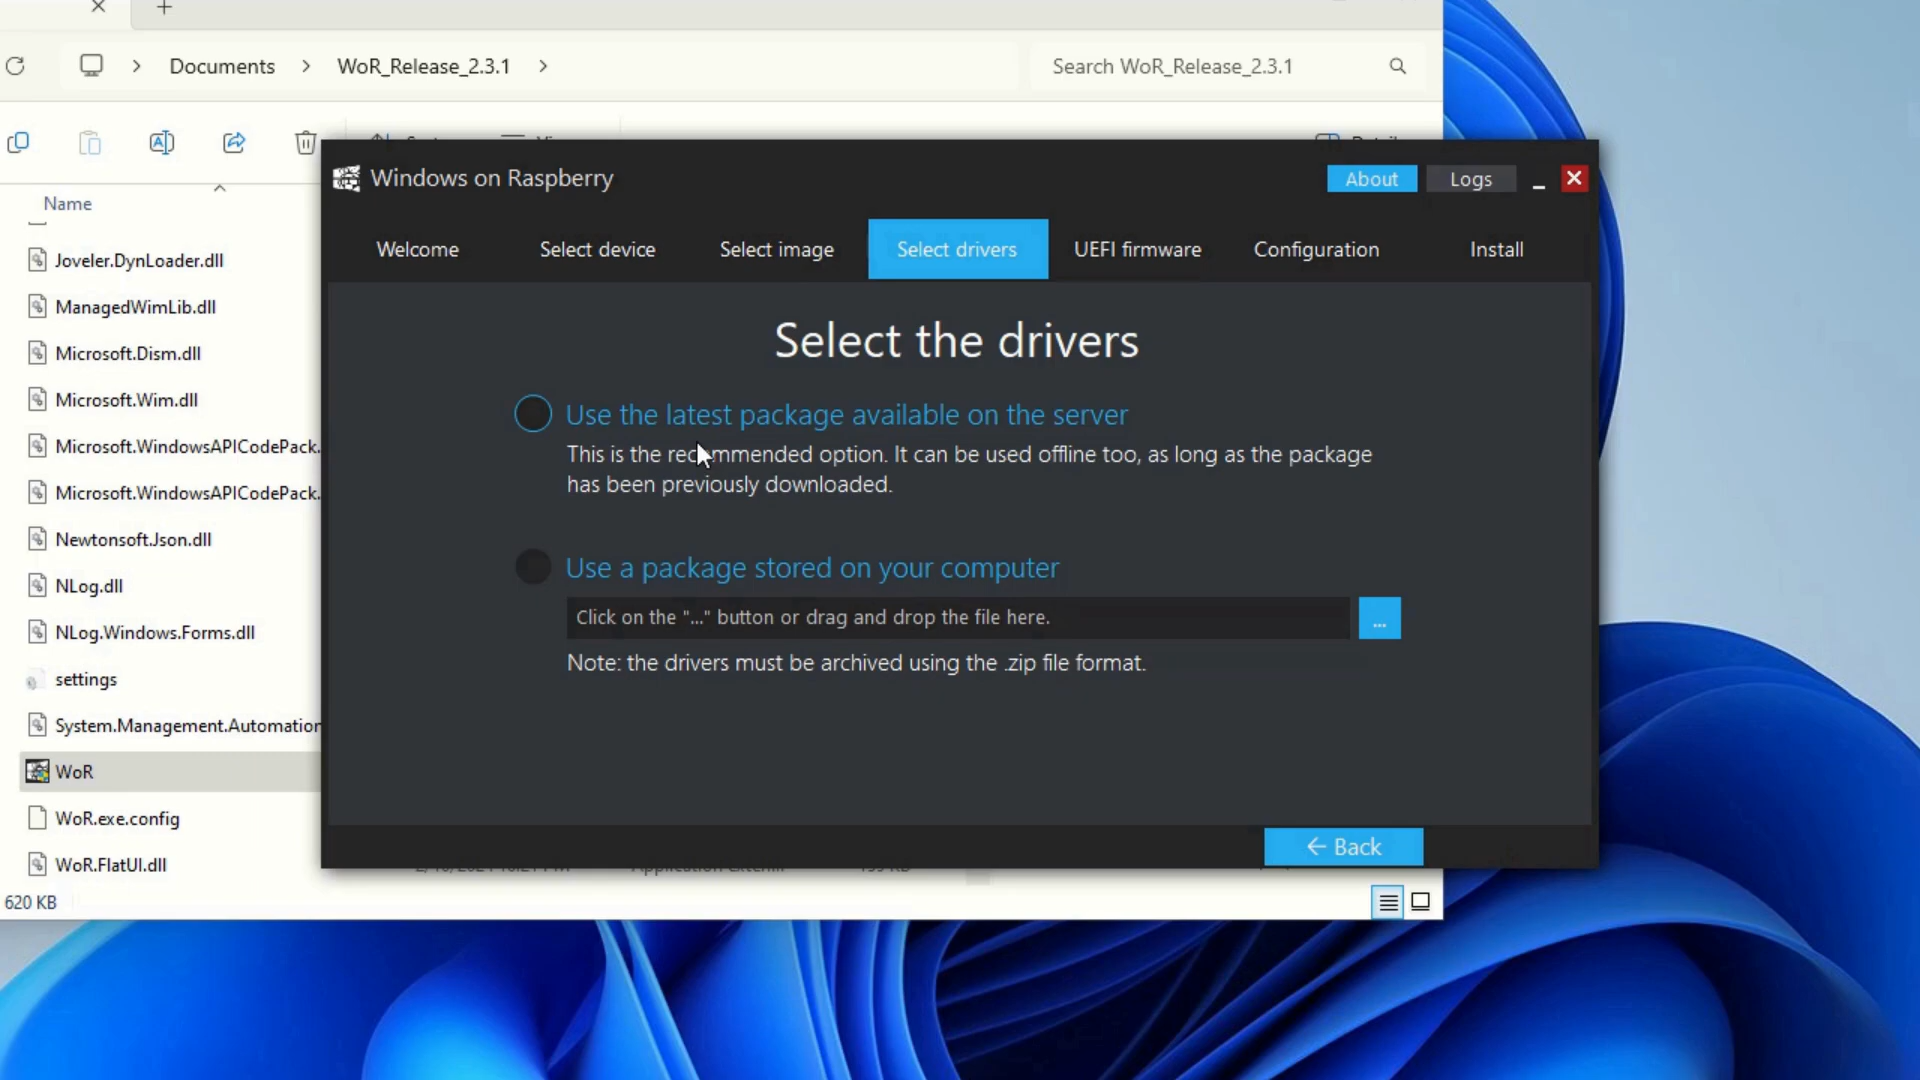 Documents
WoR_Release_2.3.1
Search WoR_Release_2.3.1
Name
Joveler.DynLoader.dll
ManagedWimLib.dll
Microsoft.Dism.dll
Microsoft.Wim.dll
Microsoft.WindowsAPICodePack.
Microsoft.WindowsAPICodePack.
Newtonsoft.Json.dll
NLog.dll
NLog.Windows.Forms.dll
settings
System.Management.Automation
WoR
WoR.exe.config
WoR.FlatUI.dll
620 KB
Windows on Raspberry
About
Logs
Welcome
Select device
Select image
Select drivers
UEFI firmware
Configuration
Install
Select the drivers
Use the latest package available on the server
This is the recommended option. It can be used offline too, as long as the package
has been previously downloaded.
Use a package stored on your computer
Click on the "..." button or drag and drop the file here.
...
Note: the drivers must be archived using the .zip file format.
← Back